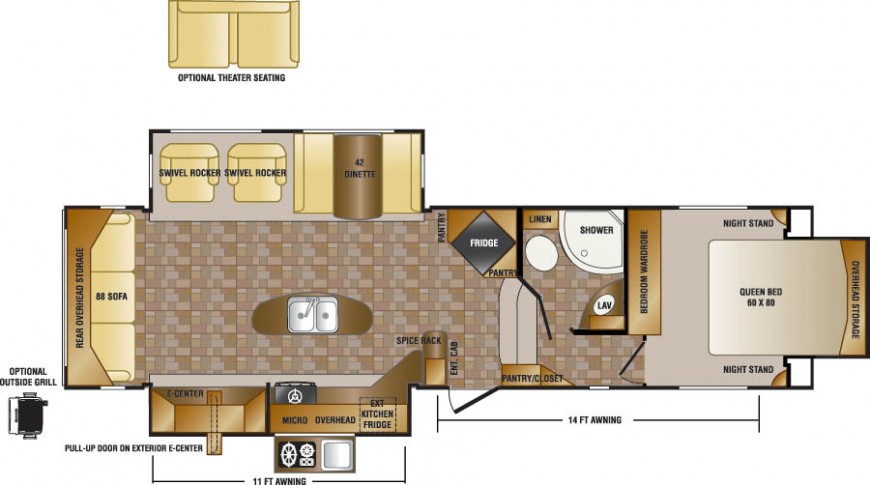 OPTIONAL THEATER SEATING
SWIVEL ROCKER
SWIVEL ROCKER
42
DINETTE
REAR OVERHEAD STORAGE
88 SOFA
PANTRY
FRIDGE
PANTRY
LINEN
SHOWER
LAV
BEDROOM WARDROBE
NIGHT STAND
QUEEN BED
60 X 80
OVERHEAD STORAGE
NIGHT STAND
SPICE RACK
ENT. CAB
PANTRY/CLOSET
OPTIONAL
OUTSIDE GRILL
E-CENTER
MICRO
OVERHEAD
EXT
KITCHEN
FRIDGE
PULL-UP DOOR ON EXTERIOR E-CENTER
14 FT AWNING
11 FT AWNING